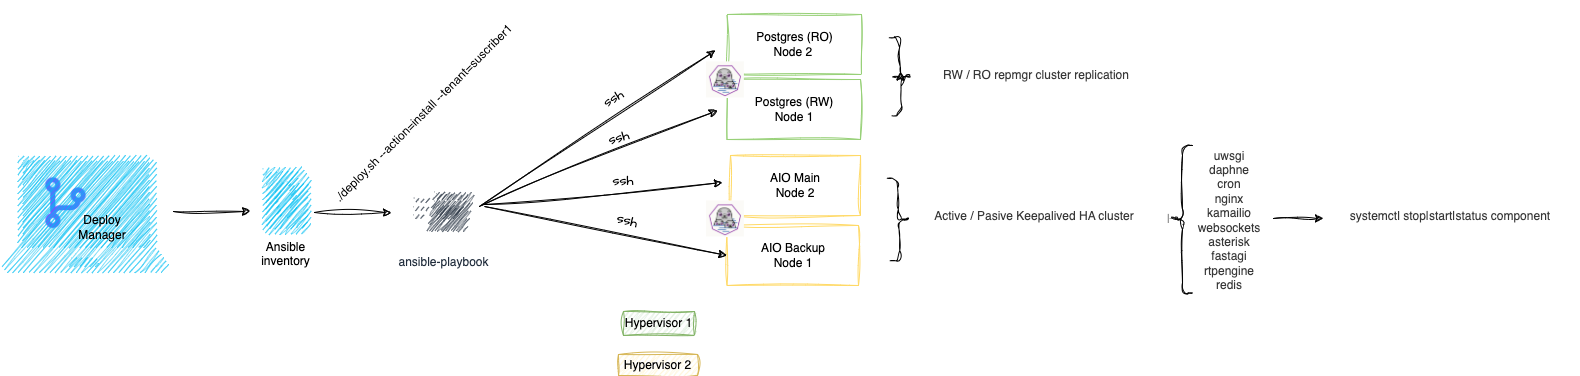 ./deploy.sh --action=install --tenant=suscriber1
Deploy
Manager
Ansible
inventory
ansible-playbook
ssh
ssh
ssh
ssh
Postgres (RO)
Node 2
Postgres (RW)
Node 1
AIO Main
Node 2
AIO Backup
Node 1
RW / RO repmgr cluster replication
Active / Pasive Keepalived HA cluster
uwsgi
daphne
cron
nginx
kamailio
websockets
asterisk
fastagi
rtpengine
redis
systemctl stop|start|status component
Hypervisor 1
Hypervisor 2